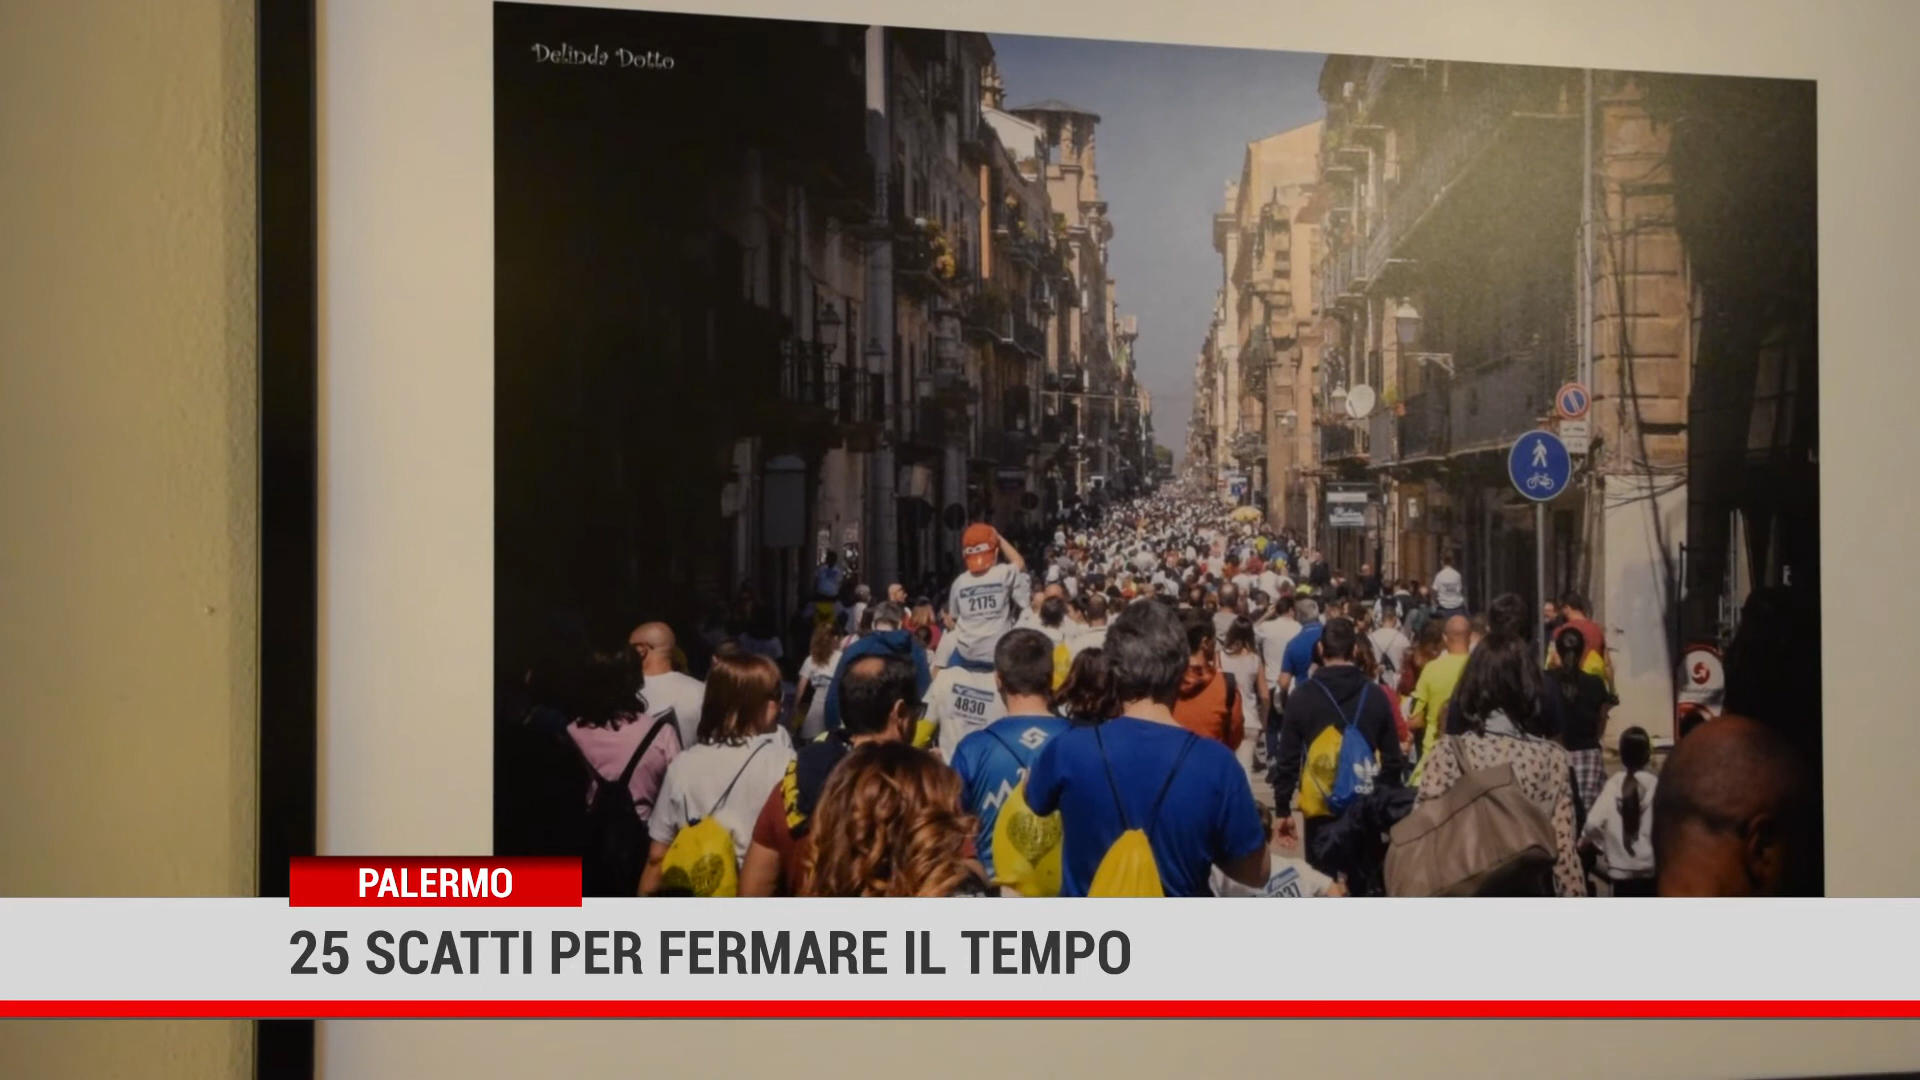 Delinda Dotto
2175
4830
PALERMO
25 SCATTI PER FERMARE IL TEMPO